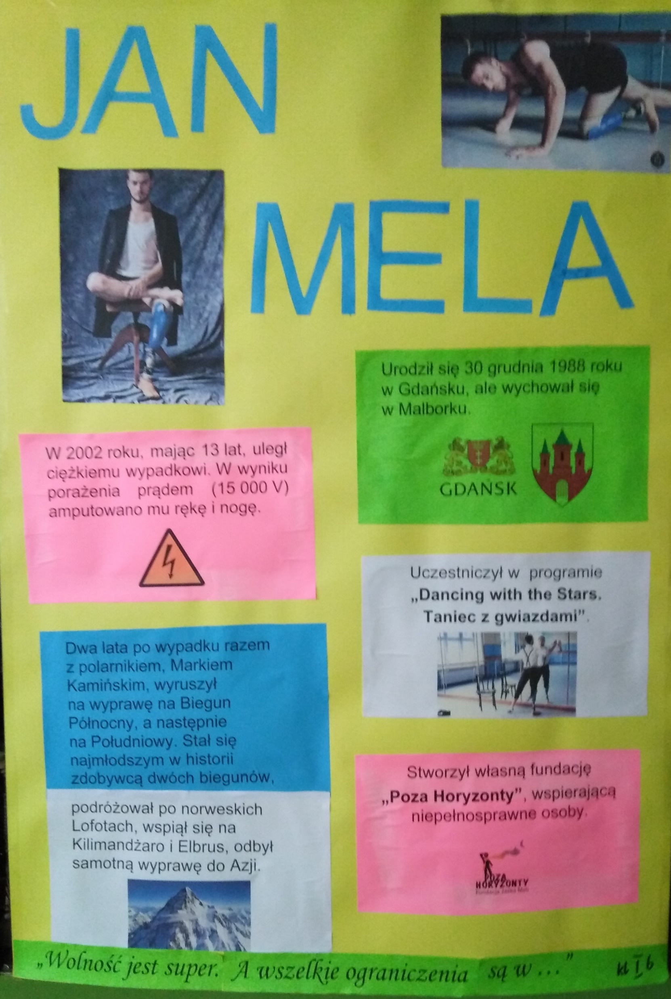 JAN
MELA
Urodził się 30 grudnia 1988 roku
w Gdańsku, ale wychował się
w Malborku.
GDAŃSK
W 2002 roku, mając 13 lat, uległ
ciężkiemu wypadkowi. W wyniku
porażenia prądem (15 000 V)
amputowano mu rękę i nogę.
Uczestniczył w programie
„Dancing with the Stars.
Taniec z gwiazdami”.
Dwa lata po wypadku razem
z polarnikiem, Markiem
Kamińskim, wyruszył
na wyprawę na Biegun
Północny, a następnie
na Południowy. Stał się
najmłodszym w historii
zdobywcą dwóch biegunów,
podróżował po norweskich
Lofotach, wspiął się na
Kilimandżaro i Elbrus, odbył
samotną wyprawę do Azji.
Stworzył własną fundację
„Poza Horyzonty”, wspierającą
niepełnosprawne osoby.
POZA
HORYZONTY
Fundacja Jaśka Meli
„Wolność jest super. A wszelkie ograniczenia są w ...” kl I b